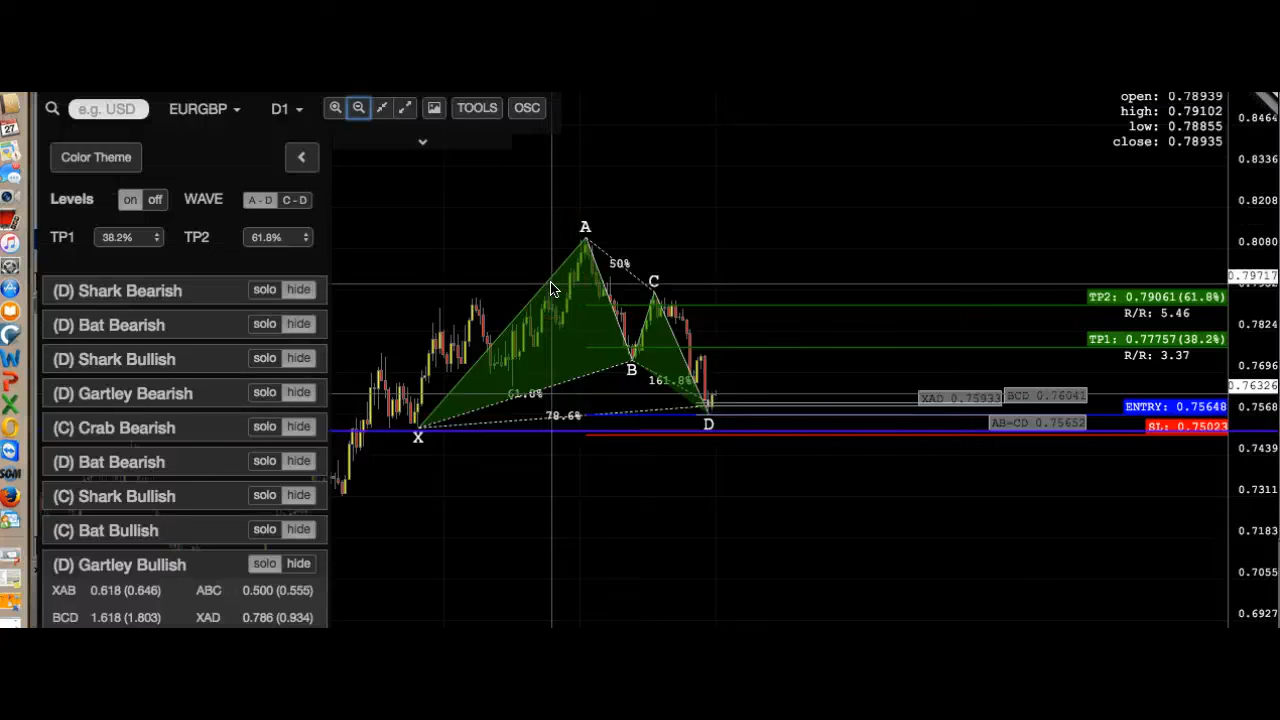 e.g. USD EURGBP D1 TOOLS OSC
open: 0.78939
high: 0.79102
low: 0.78855
close: 0.78935
Color Theme
Levels on off WAVE A - D C - D
TP1 38.2% TP2 61.8%
(D) Shark Bearish solo hide
(D) Bat Bearish solo hide
(D) Shark Bullish solo hide
(D) Gartley Bearish solo hide
(C) Crab Bearish solo hide
(D) Bat Bearish solo hide
(C) Shark Bullish solo hide
(C) Bat Bullish solo hide
(D) Gartley Bullish solo hide
XAB 0.618 (0.646) ABC 0.500 (0.555)
BCD 1.618 (1.803) XAD 0.786 (0.934)
A
50%
C
B
161.8%
78.6%
X
D
TP2: 0.79061(61.8%)
R/R: 5.46
TP1: 0.77757(38.2%)
R/R: 3.37
XAD 0.75933
BCD 0.76041
ENTRY: 0.75648
AB=CD 0.75652
SL: 0.75023
0.8464
0.8336
0.8208
0.8080
0.79717
0.7824
0.7696
0.76326
0.7568
0.7439
0.7311
0.7183
0.7055
0.6927
27